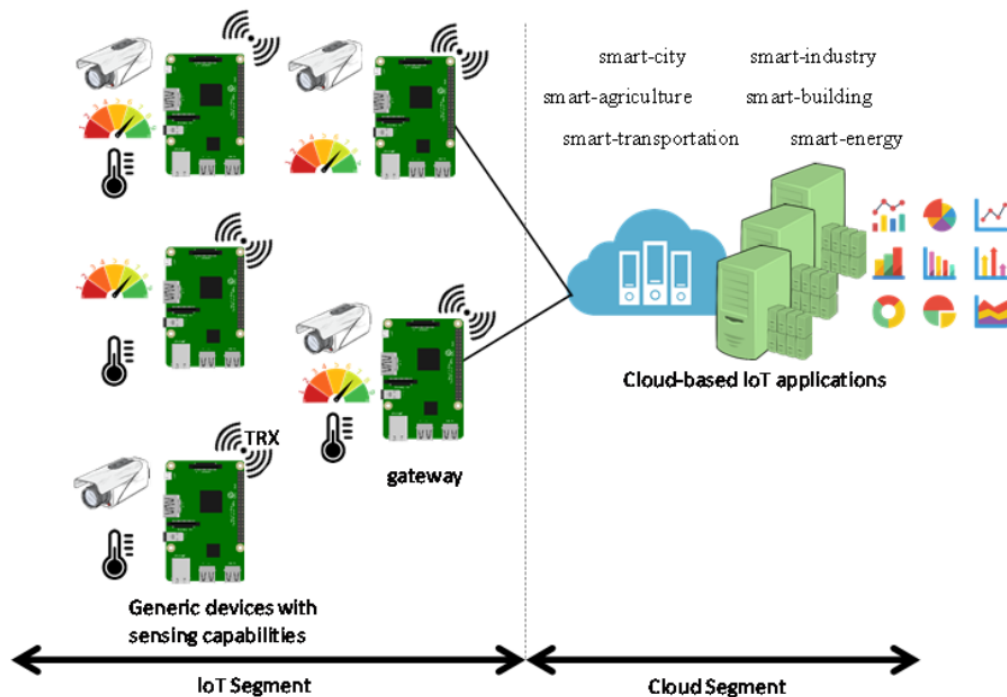 smart-city
smart-industry
smart-agriculture
smart-building
smart-transportation
smart-energy
Cloud-based IoT applications
TRX
gateway
Generic devices with
sensing capabilities
IoT Segment
Cloud Segment